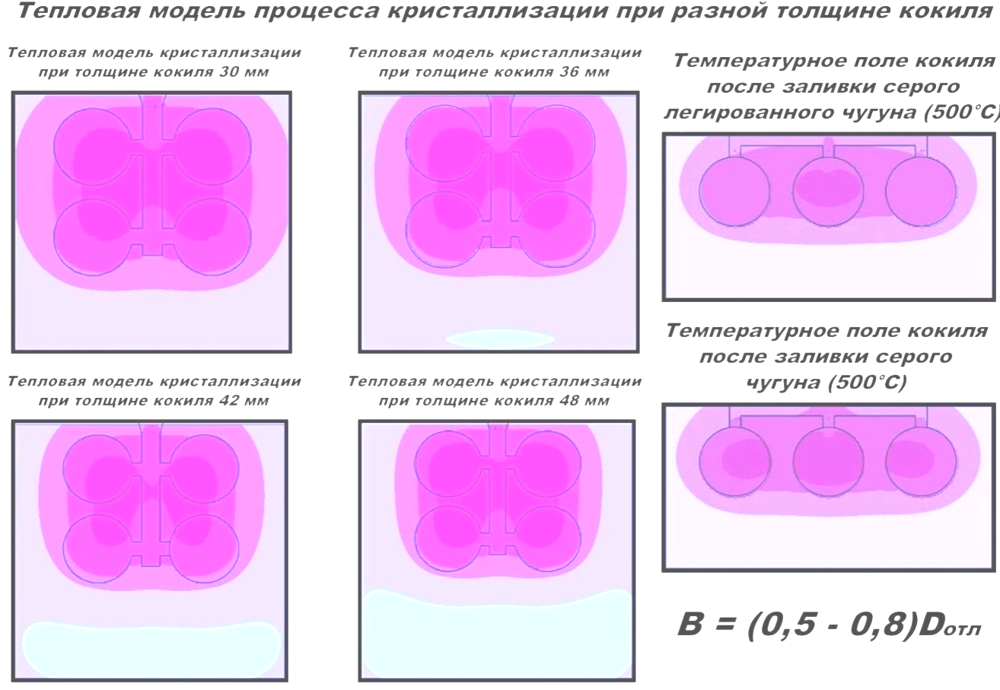 Тепловая модель процесса кристаллизации при разной толщине кокиля
Тепловая модель кристаллизации
при толщине кокиля 30 мм
Тепловая модель кристаллизации
при толщине кокиля 36 мм
Температурное поле кокиля
после заливки серого
легированного чугуна (500°С)
Температурное поле кокиля
после заливки серого
чугуна (500°С)
Тепловая модель кристаллизации
при толщине кокиля 42 мм
Тепловая модель кристаллизации
при толщине кокиля 48 мм
В = (0,5 - 0,8)Dотл